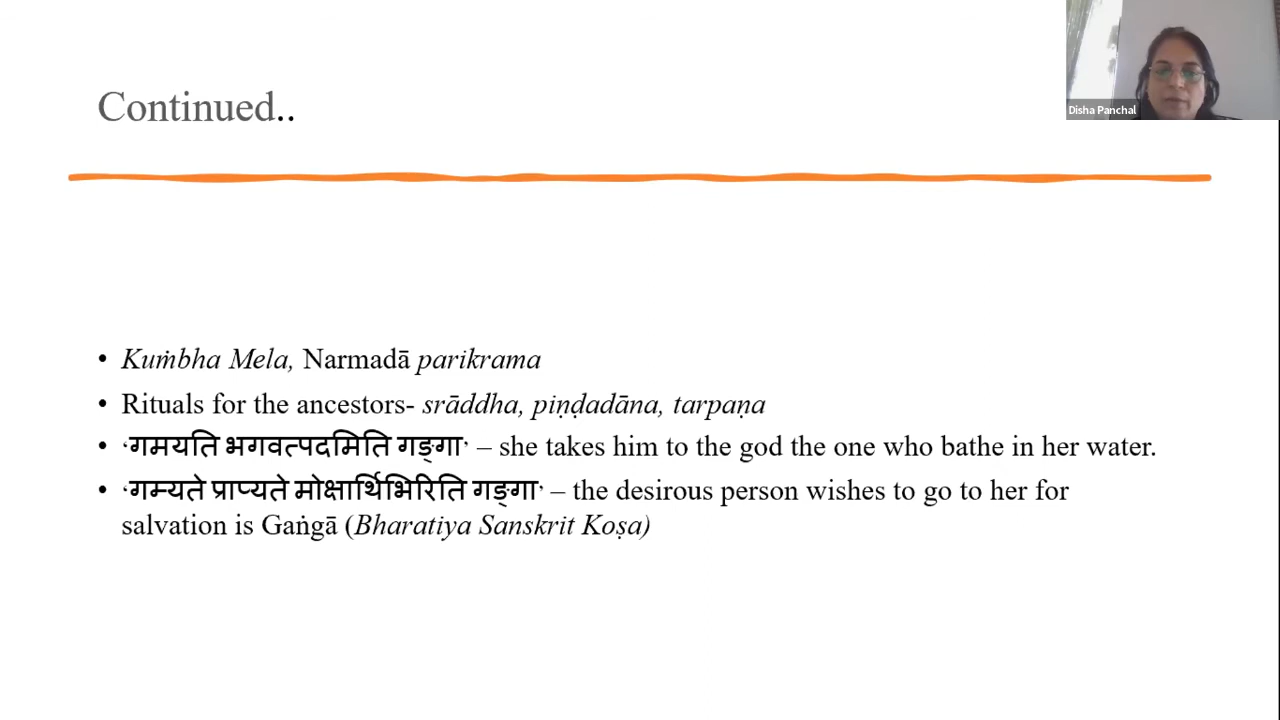 Disha Panchal
Continued..
• Kuṁbha Mela, Narmadā parikrama
• Rituals for the ancestors- srāddha, piṇḍadāna, tarpaṇa
• ‘गमयति भगवत्पदमिति गङ्गा’ – she takes him to the god the one who bathe in her water.
• ‘गम्यते प्राप्यते मोक्षार्थिभिरिति गङ्गा’ – the desirous person wishes to go to her for
salvation is Gaṅgā (Bharatiya Sanskrit Koṣa)